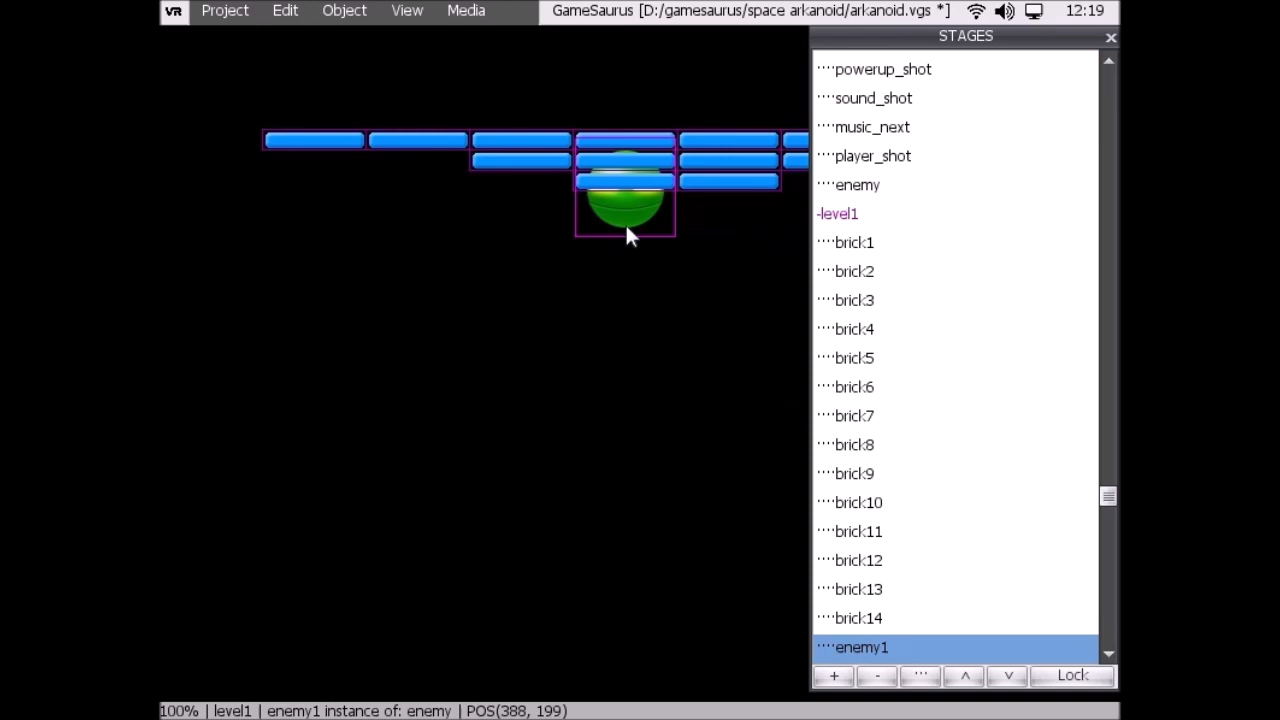 VR Project Edit Object View Media GameSaurus [D:/gamesaurus/space arkanoid/arkanoid.vgs *] 12:19
STAGES x
····powerup_shot
····sound_shot
····music_next
····player_shot
····enemy
-level1
····brick1
····brick2
····brick3
····brick4
····brick5
····brick6
····brick7
····brick8
····brick9
····brick10
····brick11
····brick12
····brick13
····brick14
····enemy1
+ - ··· ʌ v Lock
100% | level1 | enemy1 instance of: enemy | POS(388, 199)